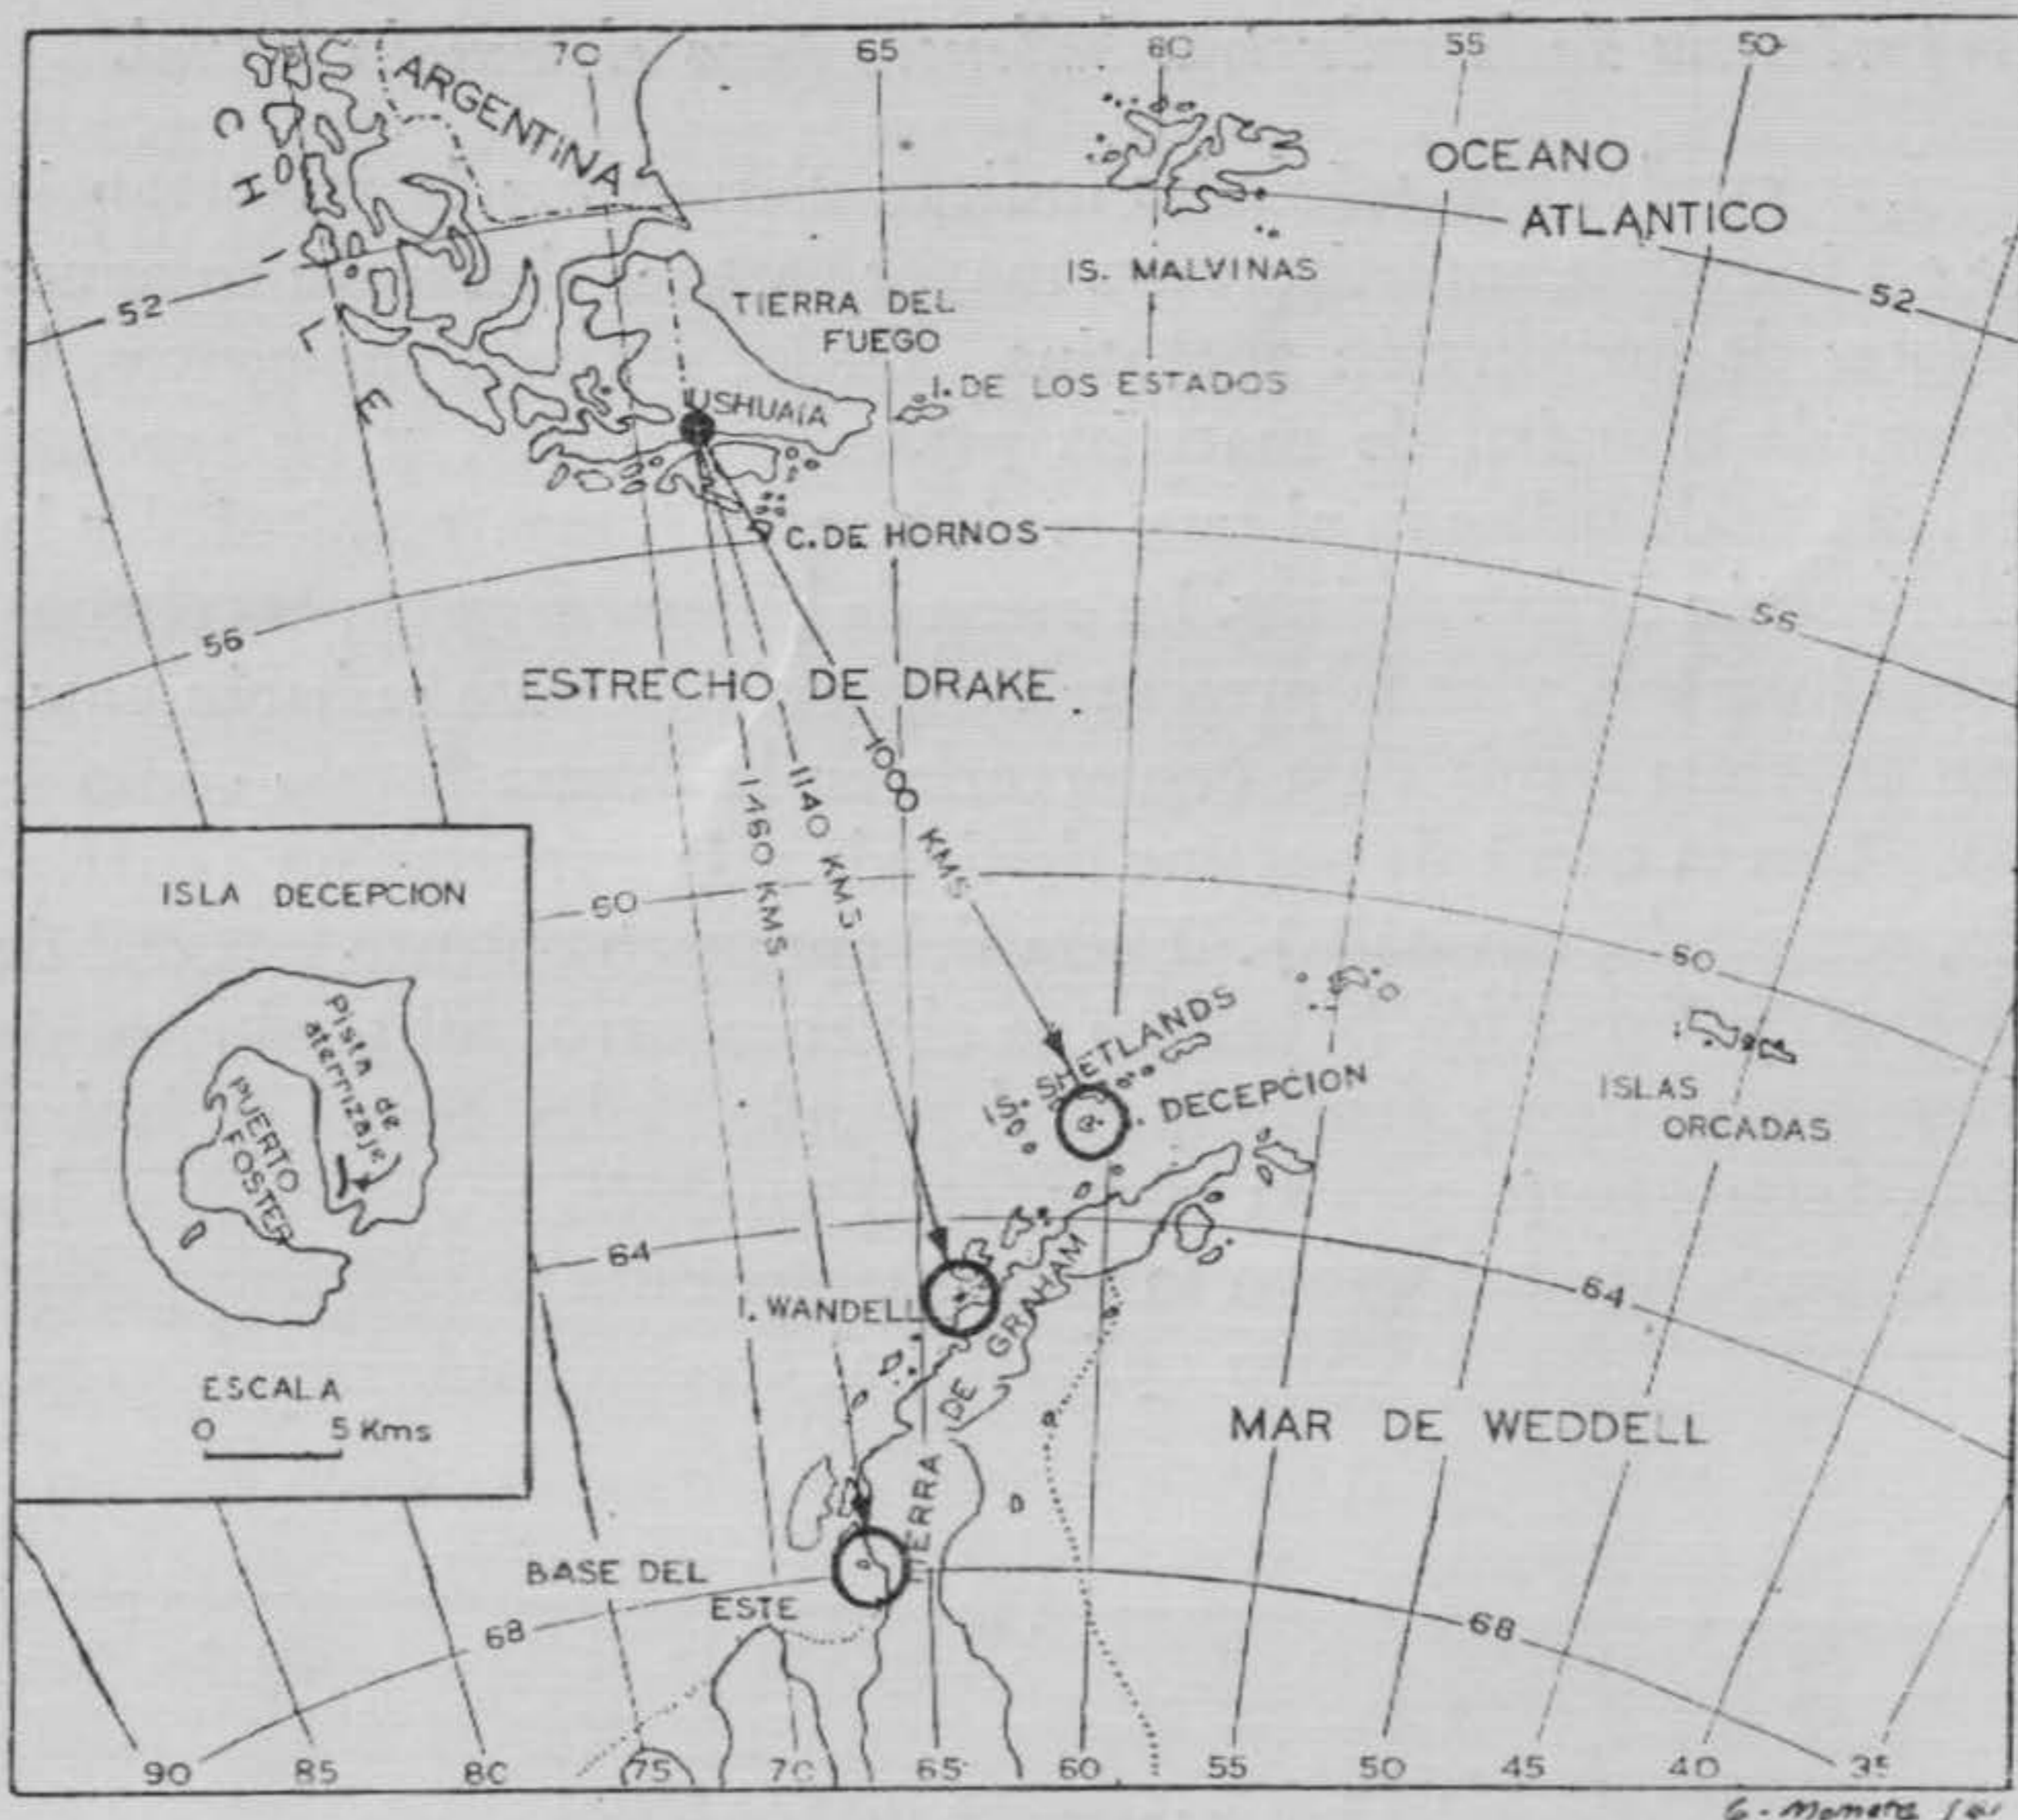 70 65 60 55 50
ARGENTINA
CHILE
OCEANO
ATLANTICO
IS. MALVINAS
52
52
TIERRA DEL
FUEGO
I. DE LOS ESTADOS
USHUAIA
C. DE HORNOS
56
56
ESTRECHO DE DRAKE
1000 KMS
1140 KMS
1460 KMS
ISLA DECEPCION
Pista de
aterrizaje
PUERTO
FOSTER
ESCALA
0 5 Kms
60
60
IS. SHETLANDS
I. DECEPCION
ISLAS
ORCADAS
64
64
I. WANDELL
TIERRA DE GRAHAM
MAR DE WEDDELL
BASE DEL
ESTE
68
68
90 85 80 75 70 65 60 55 50 45 40 35